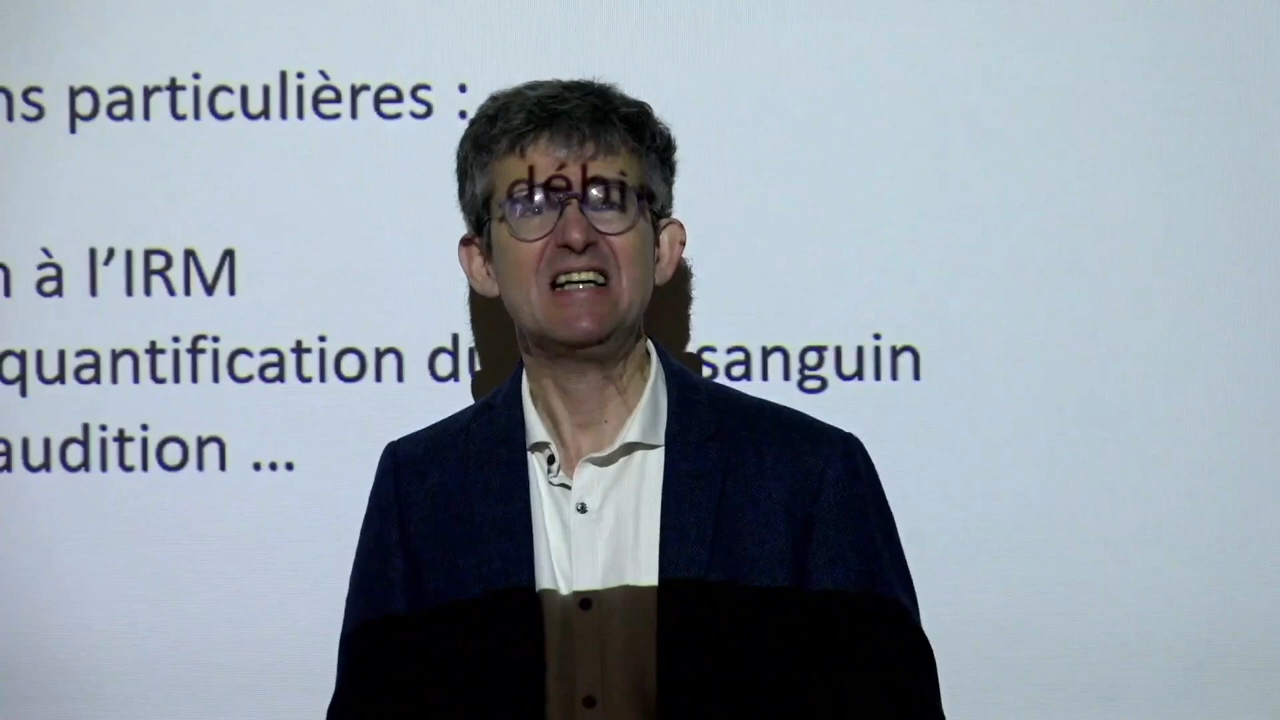 ns particulières :
n à l’IRM
quantification du débi sanguin
audition ...